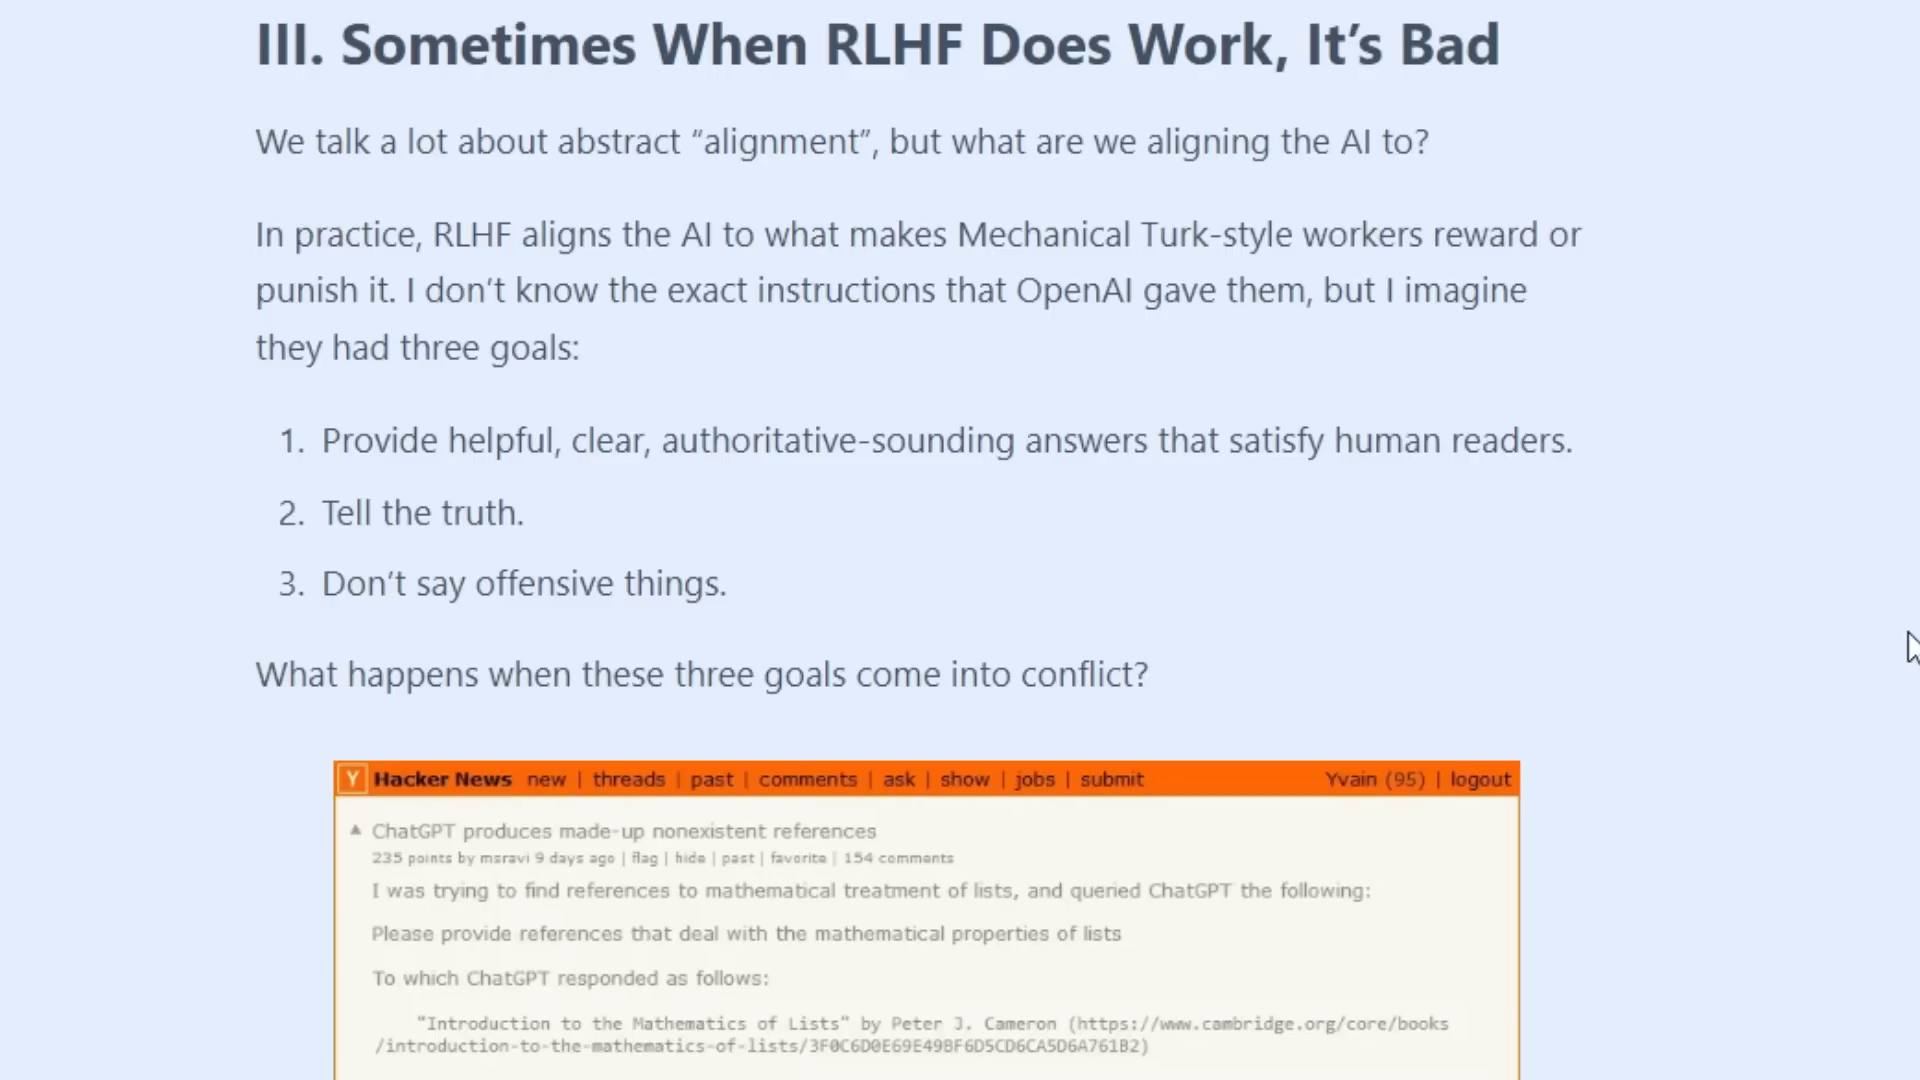 III. Sometimes When RLHF Does Work, It’s Bad
We talk a lot about abstract “alignment”, but what are we aligning the AI to?
In practice, RLHF aligns the AI to what makes Mechanical Turk-style workers reward or
punish it. I don’t know the exact instructions that OpenAI gave them, but I imagine
they had three goals:
1. Provide helpful, clear, authoritative-sounding answers that satisfy human readers.
2. Tell the truth.
3. Don’t say offensive things.
What happens when these three goals come into conflict?
Y Hacker News new | threads | past | comments | ask | show | jobs | submit Yvain (95) | logout
ChatGPT produces made-up nonexistent references
235 points by msravi 9 days ago | flag | hide | past | favorite | 154 comments
I was trying to find references to mathematical treatment of lists, and queried ChatGPT the following:
Please provide references that deal with the mathematical properties of lists
To which ChatGPT responded as follows:
"Introduction to the Mathematics of Lists" by Peter J. Cameron (https://www.cambridge.org/core/books
/introduction-to-the-mathematics-of-lists/3F0C6D0E69E49BF6D5CD6CA5D6A761B2)